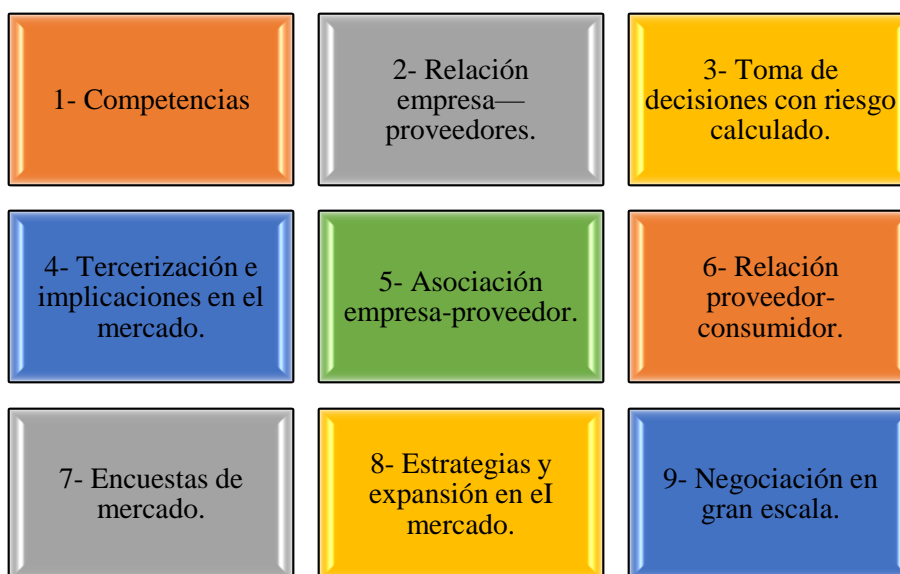 1- Competencias
2- Relación
empresa—
proveedores.
3- Toma de
decisiones con riesgo
calculado.
4- Tercerización e
implicaciones en el
mercado.
5- Asociación
empresa-proveedor.
6- Relación
proveedor-
consumidor.
7- Encuestas de
mercado.
8- Estrategias y
expansión en eI
mercado.
9- Negociación en
gran escala.